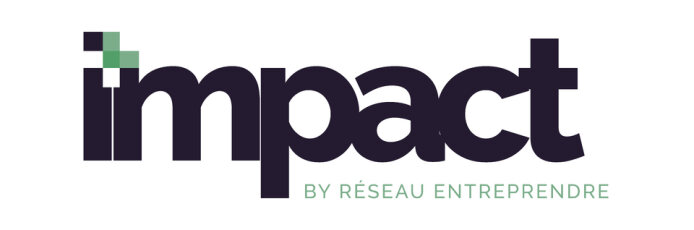 impact
BY RÉSEAU ENTREPRENDRE